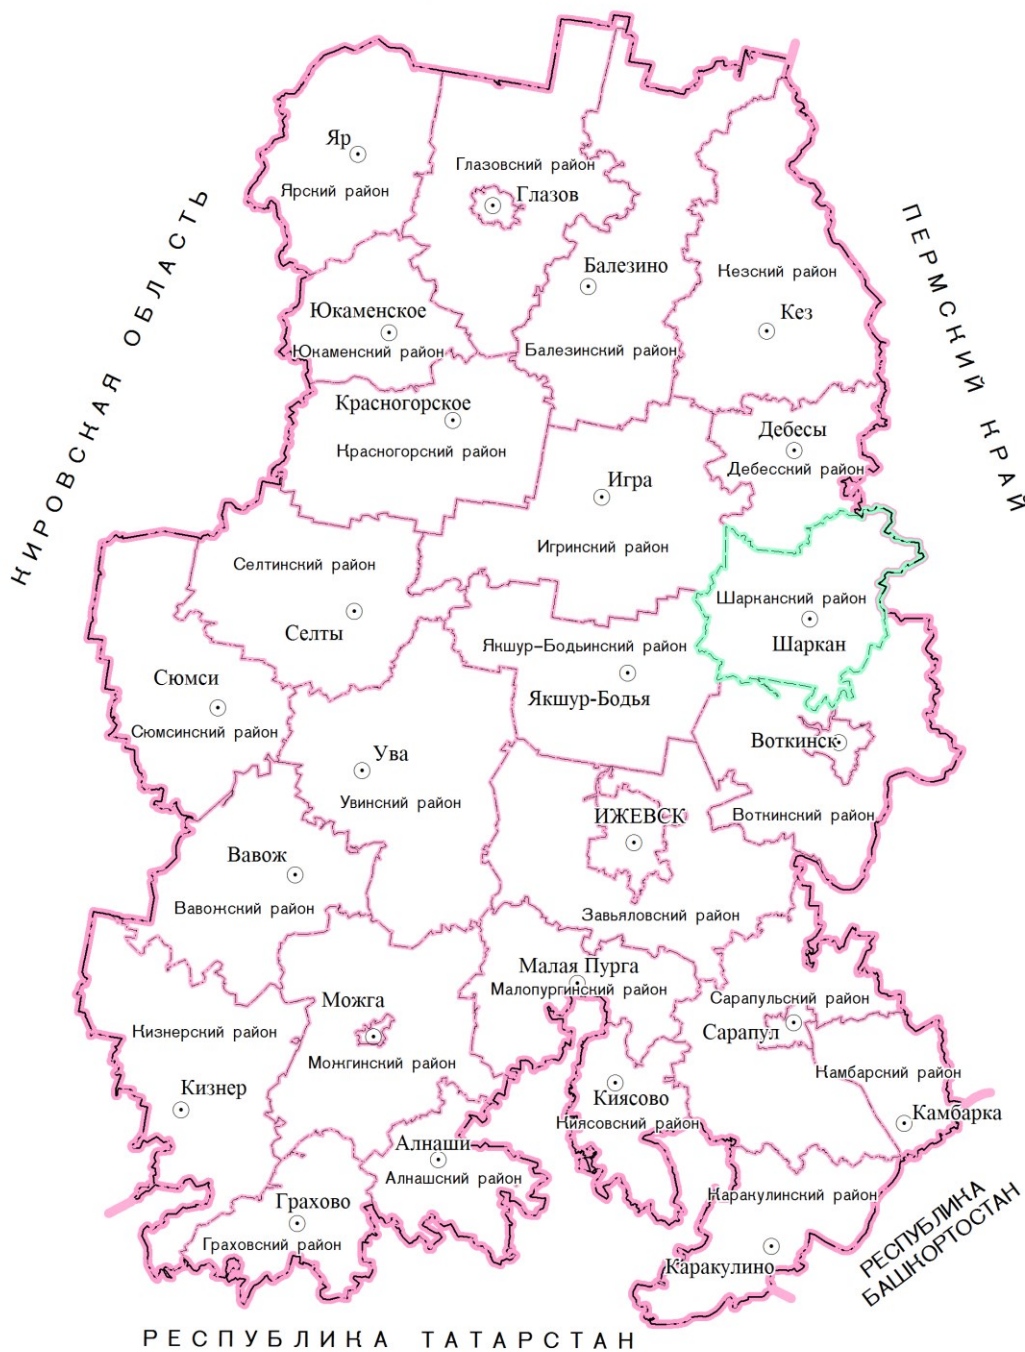 Яр
Ярский район
Глазовский район
Глазов
Балезино
Балезинский район
Кезский район
Кез
Юкаменское
Юкаменский район
Красногорское
Красногорский район
Дебесы
Дебесский район
Игра
Игринский район
Селтинский район
Селты
Шарканский район
Шаркан
Якшур-Бодьинский район
Якшур-Бодья
Сюмси
Сюмсинский район
Ува
Увинский район
Воткинск
Воткинский район
ИЖЕВСК
Завьяловский район
Вавож
Вавожский район
Малая Пурга
Малопургинский район
Можга
Можгинский район
Сарапульский район
Сарапул
Кизнерский район
Кизнер
Камбарский район
Камбарка
Киясово
Киясовский район
Алнаши
Алнашский район
Грахово
Граховский район
Каракулинский район
Каракулино
КИРОВСКАЯ ОБЛАСТЬ
ПЕРМСКИЙ КРАЙ
РЕСПУБЛИКА
БАШКОРТОСТАН
РЕСПУБЛИКА ТАТАРСТАН